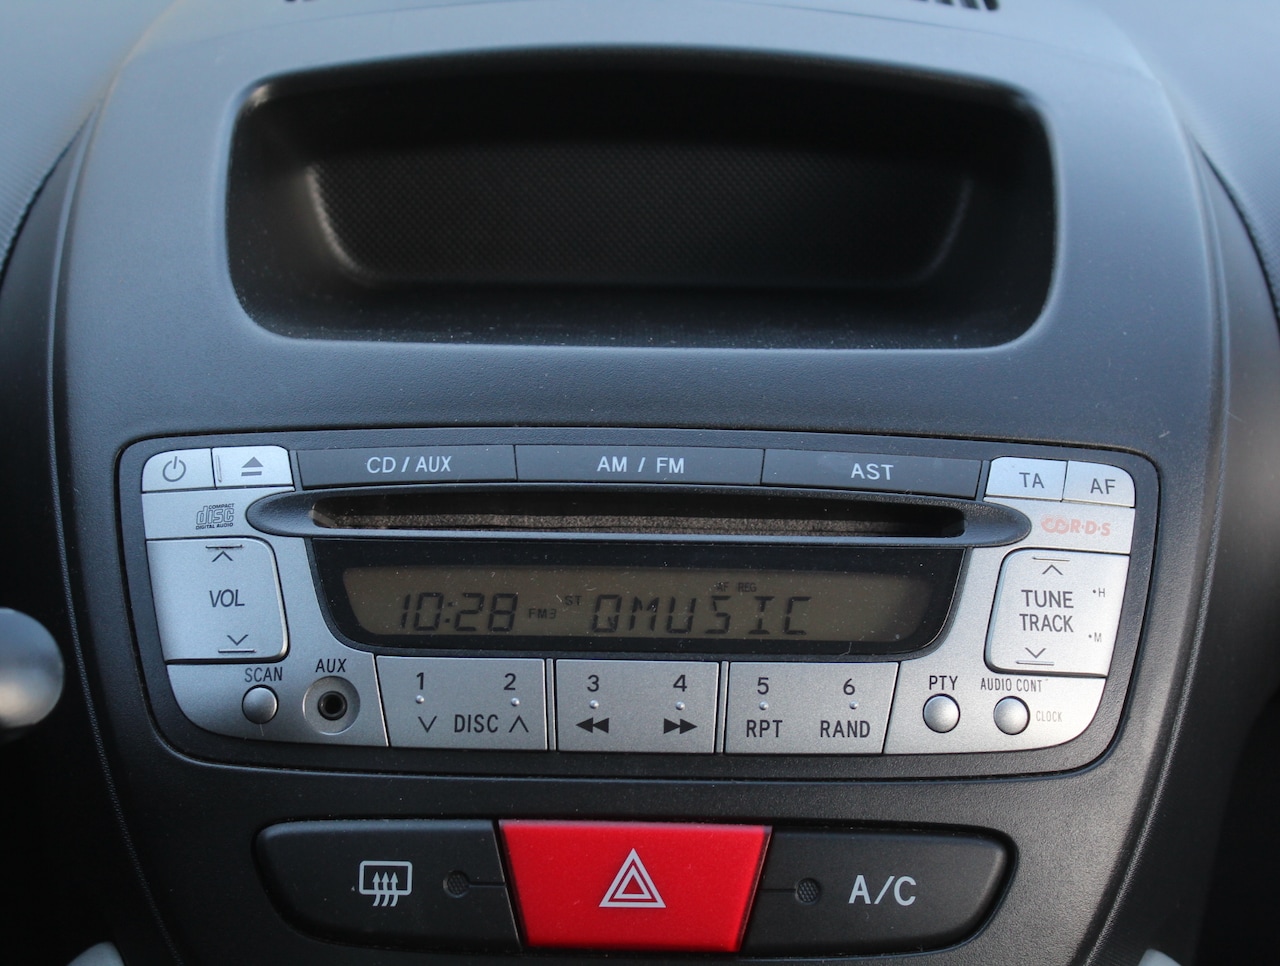 CD / AUX
AM / FM
AST
TA
AF
COMPACT
disc
DIGITAL AUDIO
R·D·S
VOL
10:28 FM3 ST QMUSIC
AF REG
TUNE
TRACK
•H
•M
SCAN
AUX
1
2
DISC
3
4
5
6
RPT
RAND
PTY
AUDIO CONT
CLOCK
A/C